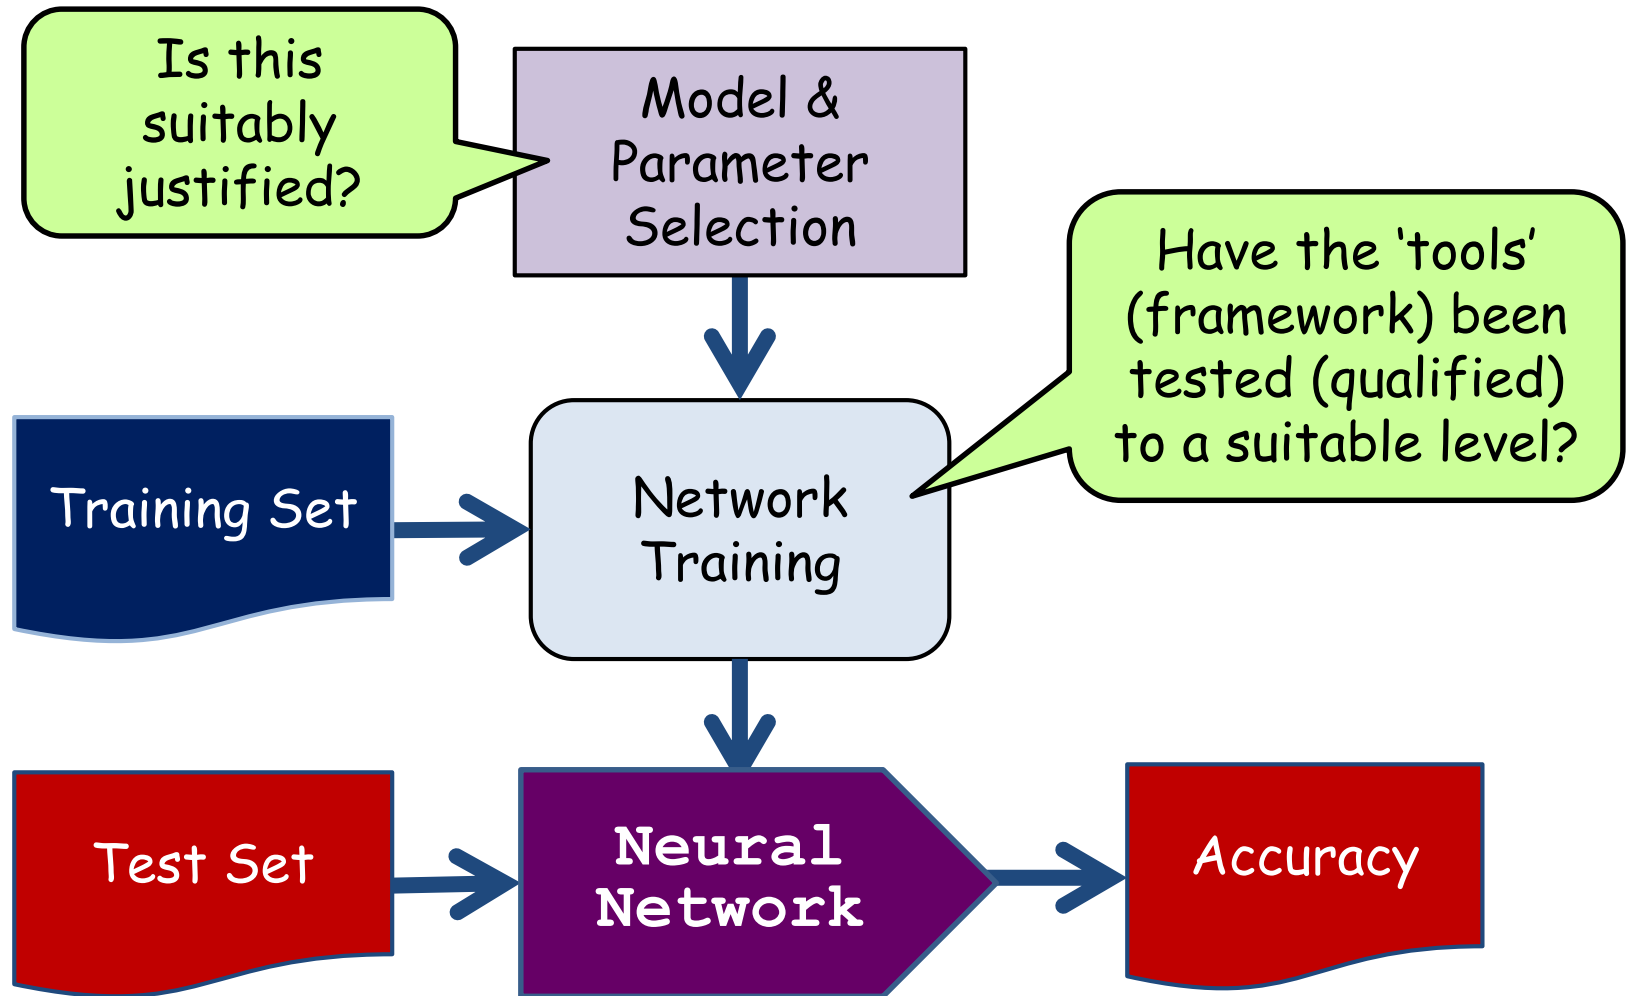 Is this
suitably
justified?
Model &
Parameter
Selection
Have the ‘tools’
(framework) been
tested (qualified)
to a suitable level?
Training Set
Network
Training
Test Set
Neural
Network
Accuracy